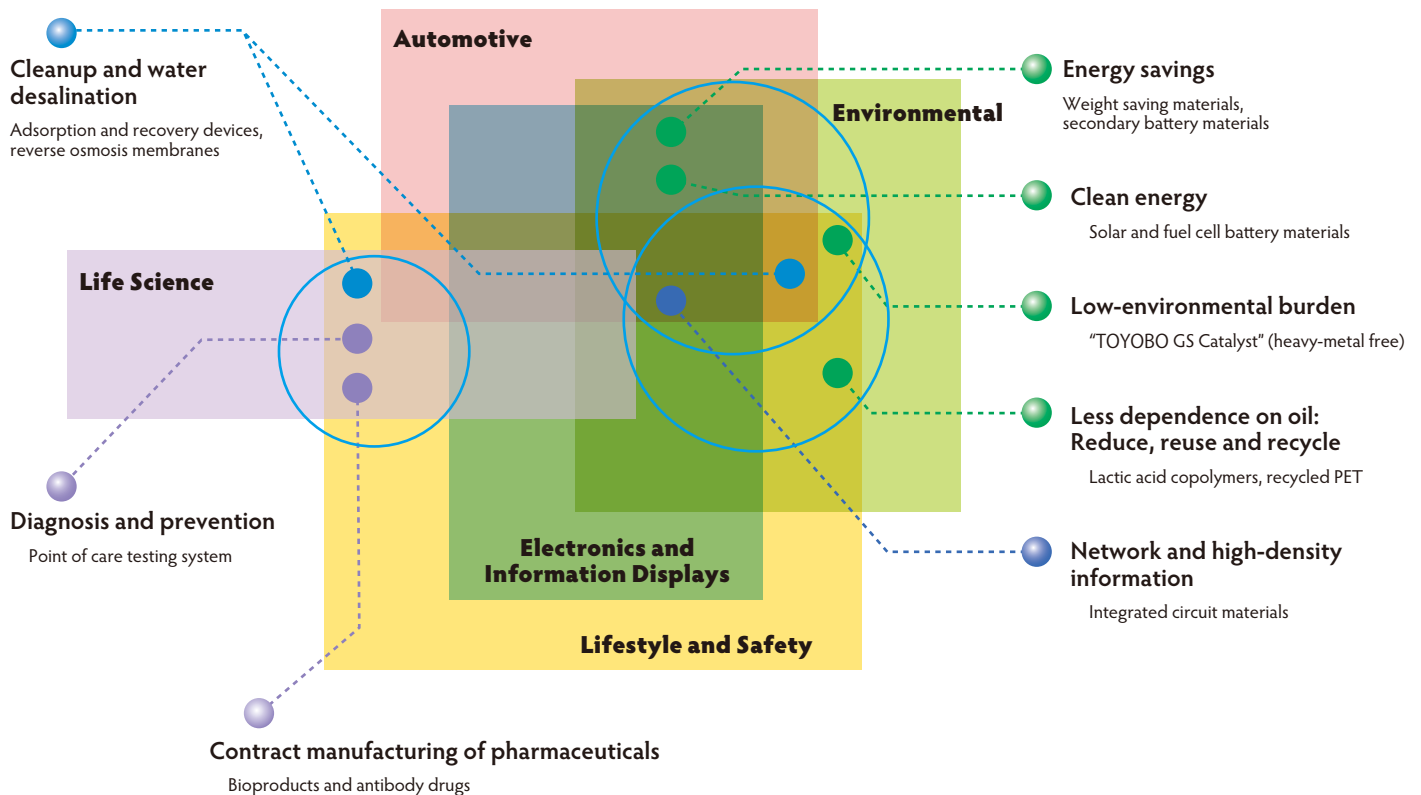 Automotive
Cleanup and water
desalination
Adsorption and recovery devices,
reverse osmosis membranes
Energy savings
Weight saving materials,
secondary battery materials
Environmental
Clean energy
Solar and fuel cell battery materials
Life Science
Low-environmental burden
“TOYOBO GS Catalyst” (heavy-metal free)
Less dependence on oil:
Reduce, reuse and recycle
Lactic acid copolymers, recycled PET
Diagnosis and prevention
Point of care testing system
Electronics and
Information Displays
Network and high-density
information
Integrated circuit materials
Lifestyle and Safety
Contract manufacturing of pharmaceuticals
Bioproducts and antibody drugs